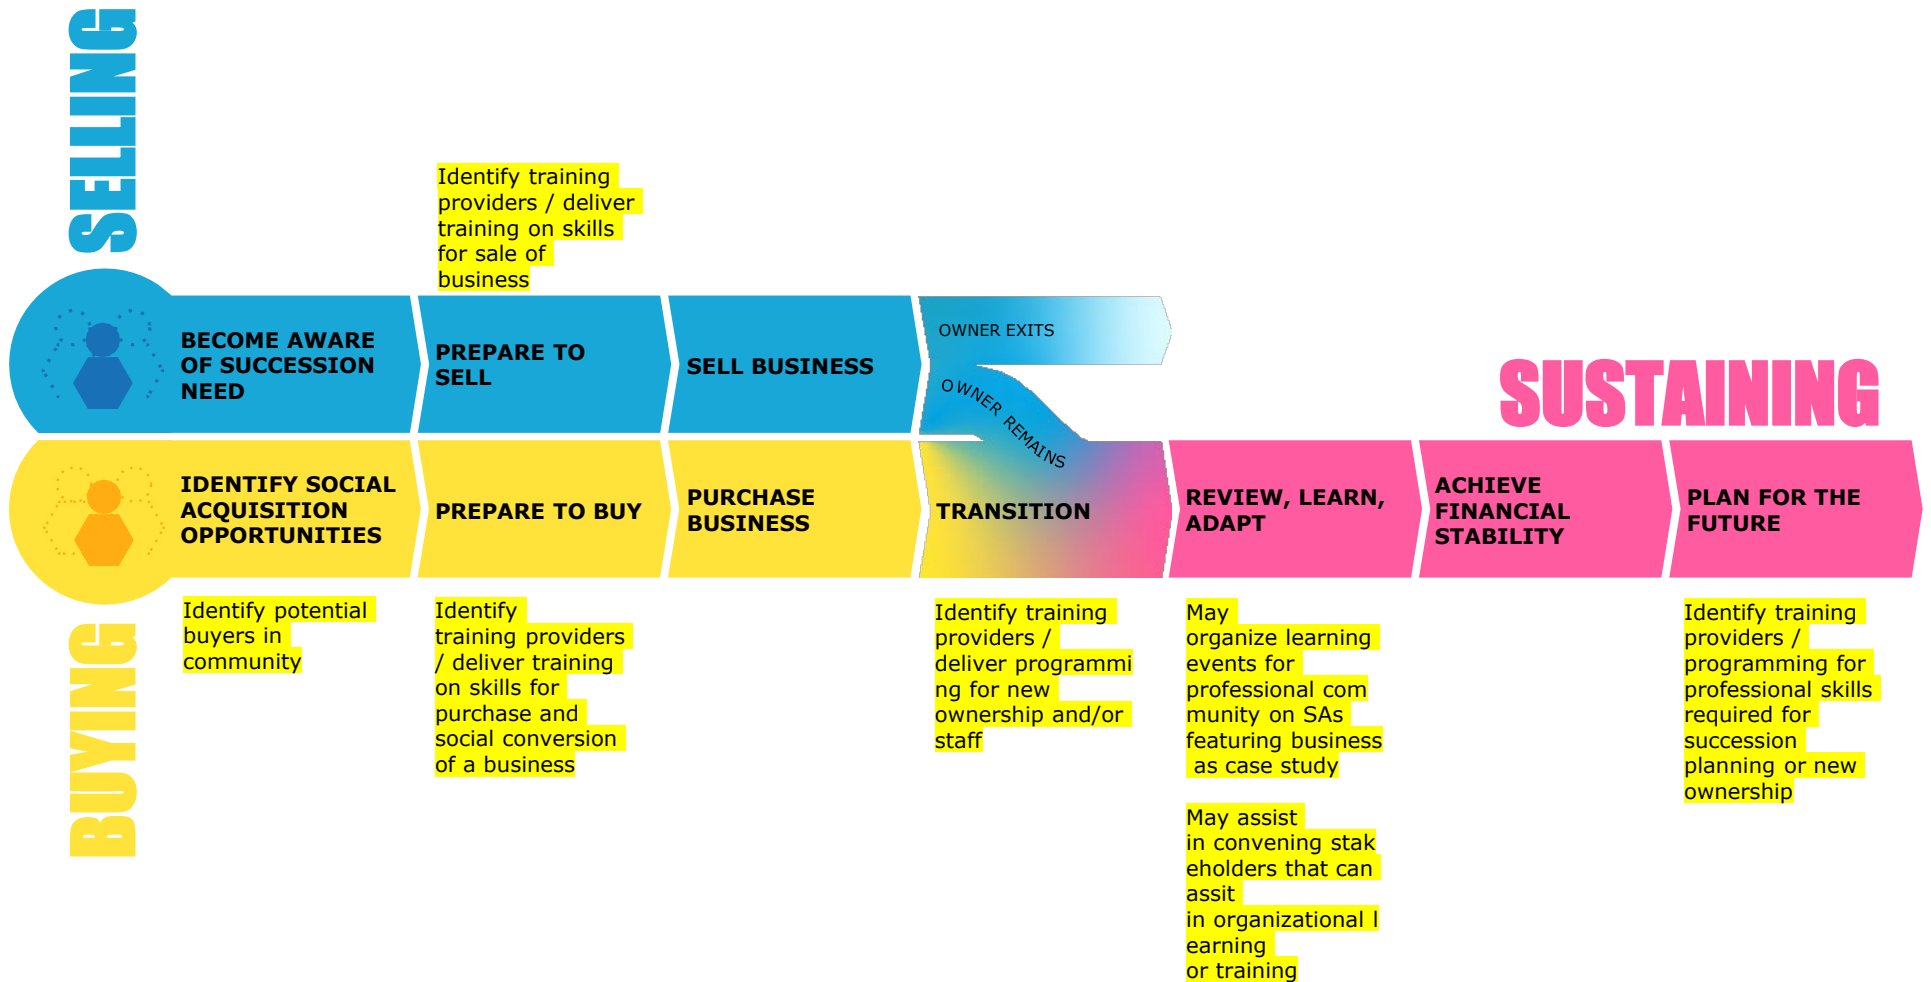 SELLING
Identify training
providers / deliver
training on skills
for sale of
business
BECOME AWARE
OF SUCCESSION
NEED
PREPARE TO
SELL
SELL BUSINESS
OWNER EXITS
OWNER REMAINS
SUSTAINING
IDENTIFY SOCIAL
ACQUISITION
OPPORTUNITIES
PREPARE TO BUY
PURCHASE
BUSINESS
TRANSITION
REVIEW, LEARN,
ADAPT
ACHIEVE
FINANCIAL
STABILITY
PLAN FOR THE
FUTURE
BUYING
Identify potential
buyers in
community
Identify
training providers
/ deliver training
on skills for
purchase and
social conversion
of a business
Identify training
providers /
deliver programmi
ng for new
ownership and/or
staff
May
organize learning
events for
professional com
munity on SAs
featuring business
as case study
May assist
in convening stak
eholders that can
assit
in organizational l
earning
or training
Identify training
providers /
programming for
professional skills
required for
succession
planning or new
ownership